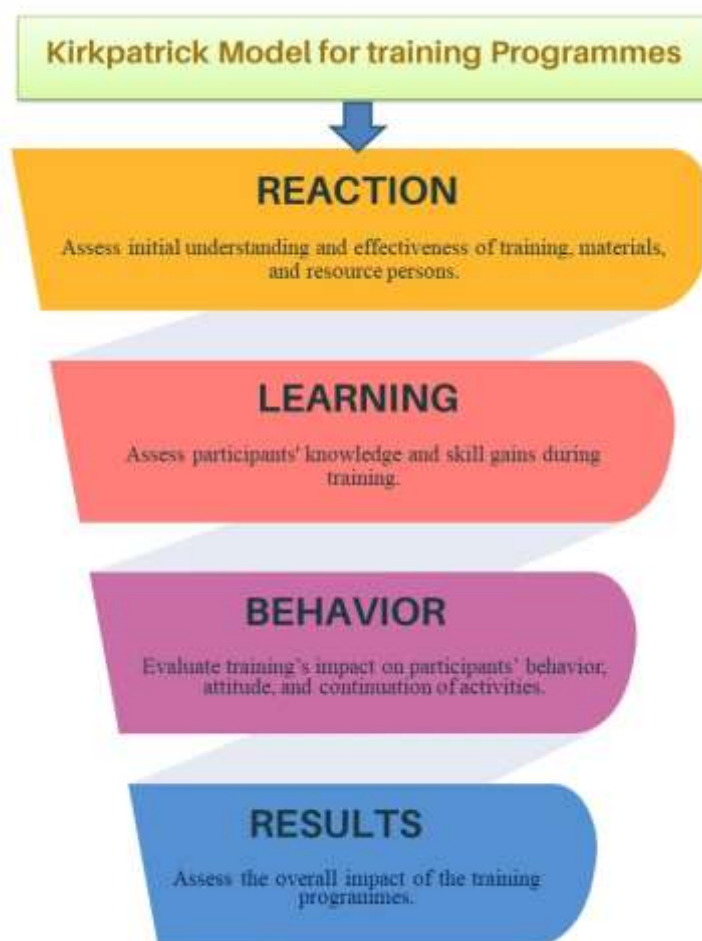 Kirkpatrick Model for training Programmes
REACTION
Assess initial understanding and effectiveness of training, materials,
and resource persons.
LEARNING
Assess participants' knowledge and skill gains during
training.
BEHAVIOR
Evaluate training’s impact on participants’ behavior,
attitude, and continuation of activities.
RESULTS
Assess the overall impact of the training
programmes.